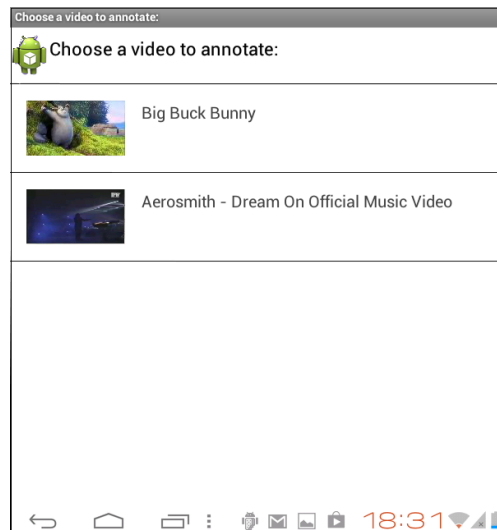 Choose a video to annotate:
Choose a video to annotate:
Big Buck Bunny
Aerosmith - Dream On Official Music Video
18:31